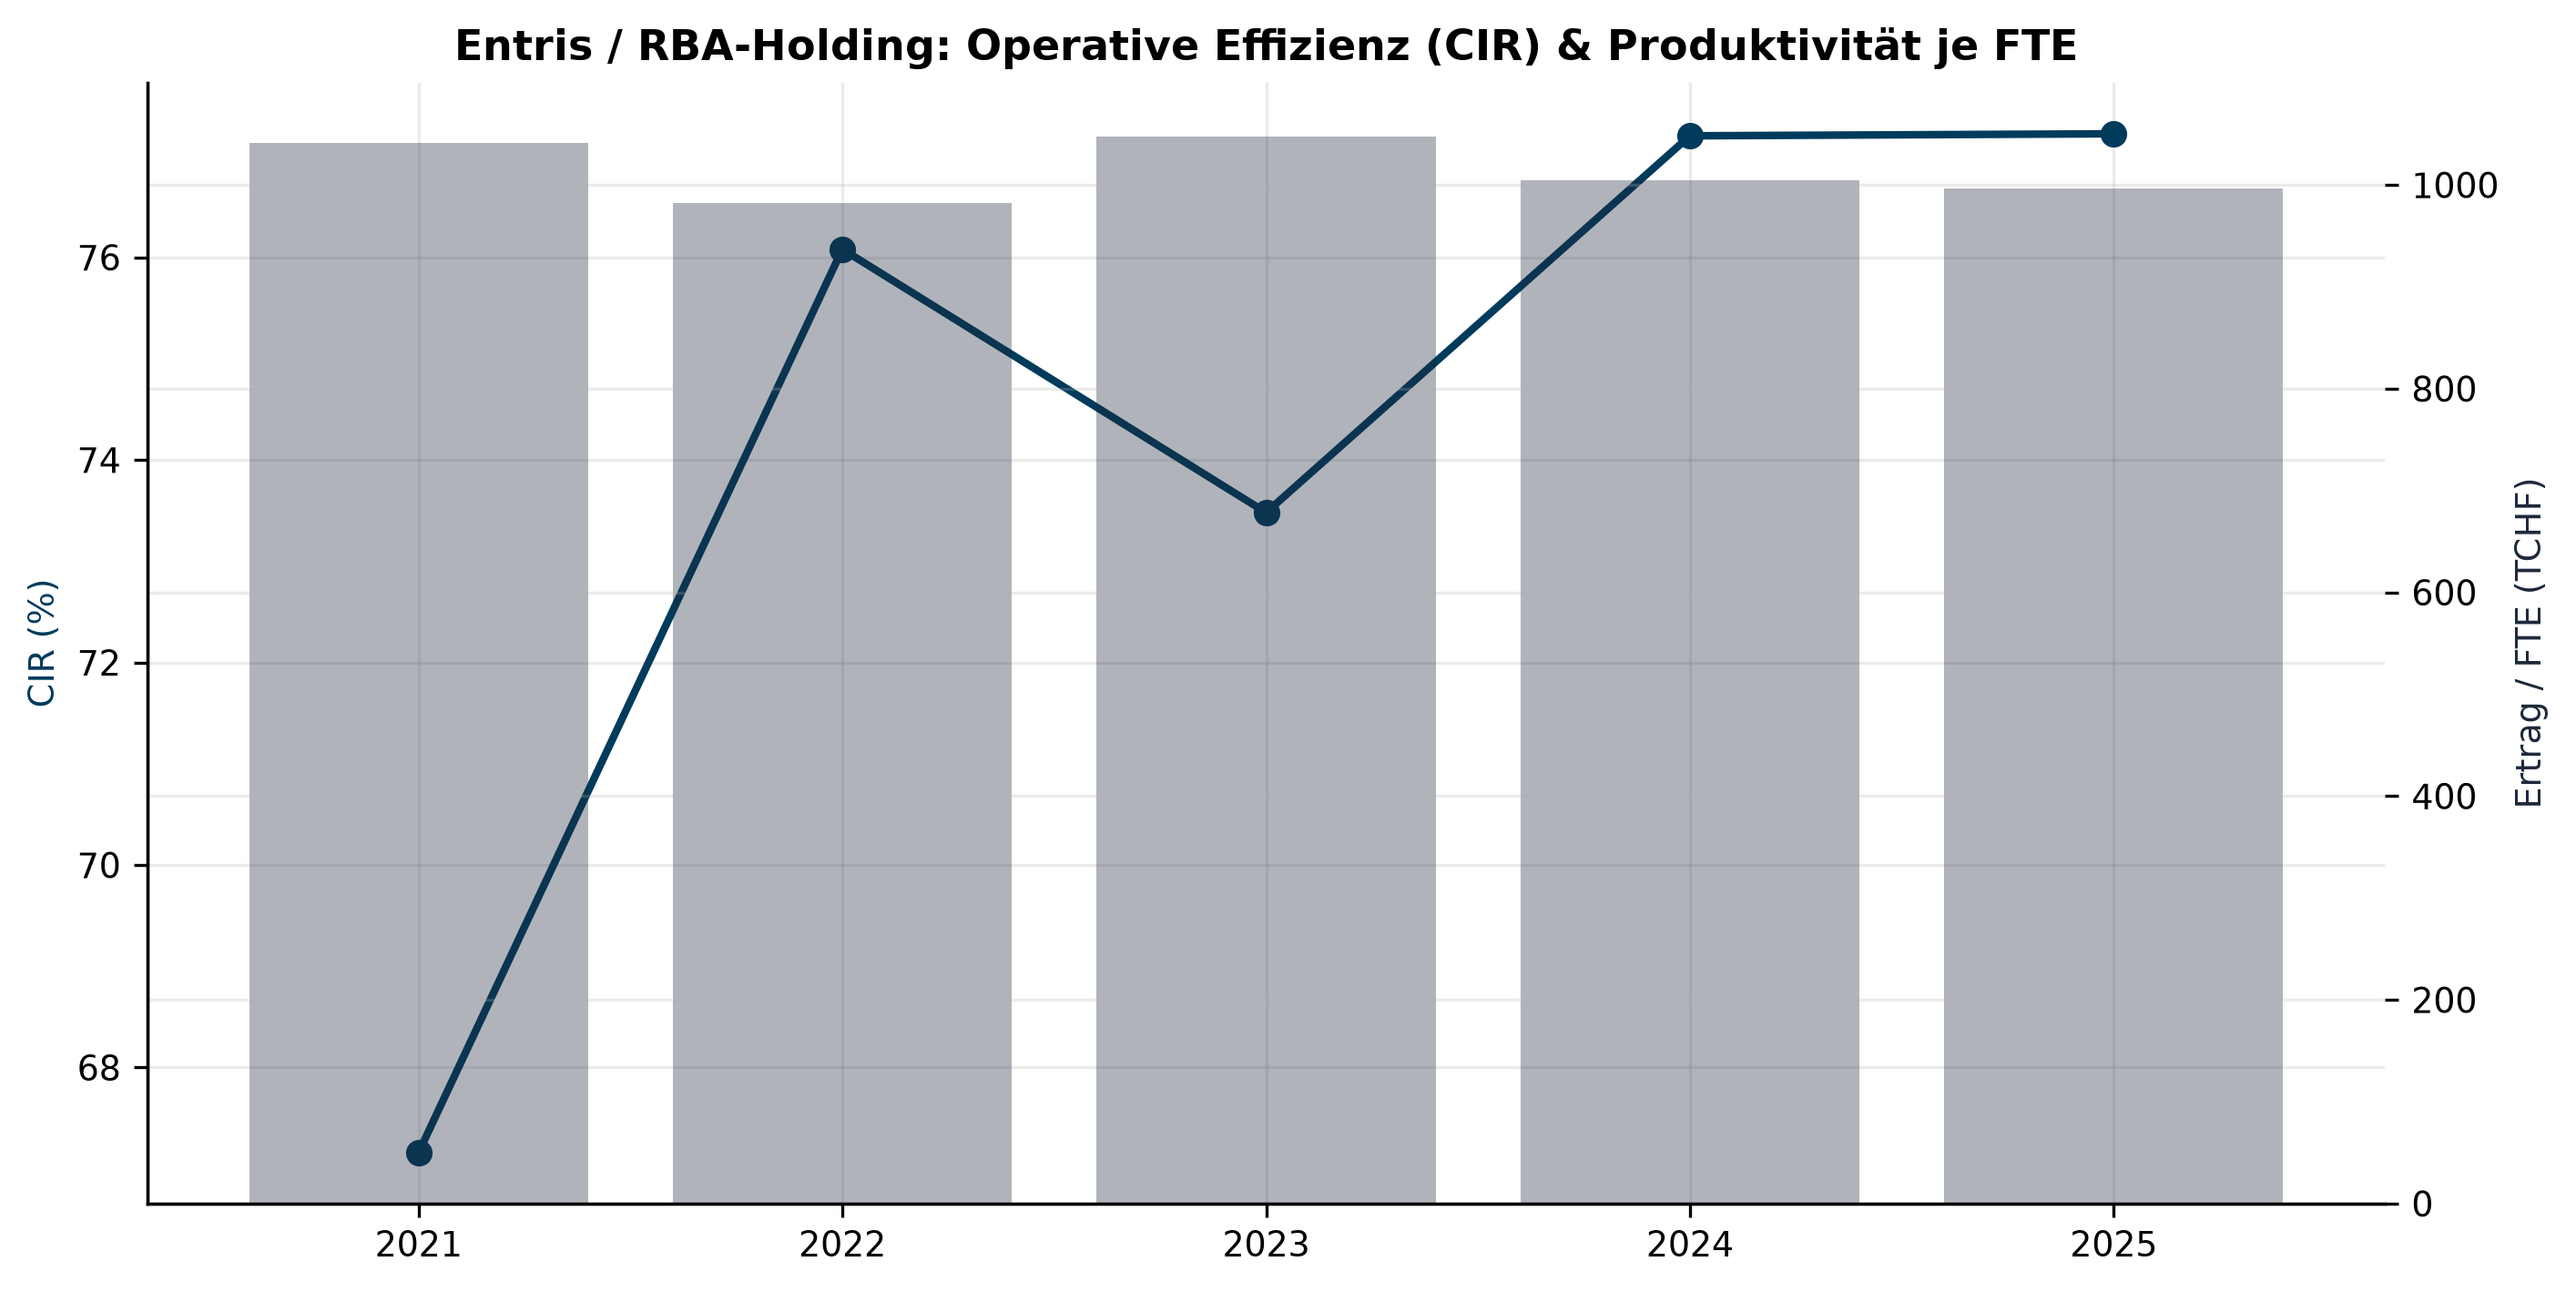 Entris / RBA-Holding: Operative Effizienz (CIR) & Produktivität je FTE
CIR (%)
76
74
72
70
68
1000
800
600
400
200
0
Ertrag / FTE (TCHF)
2021 2022 2023 2024 2025